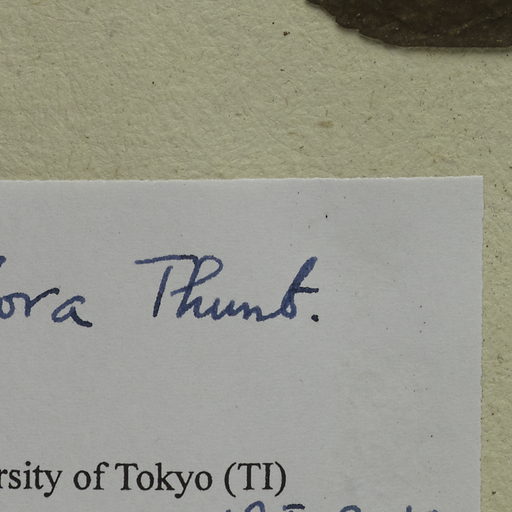 ora Thunb.
rsity of Tokyo (TI)